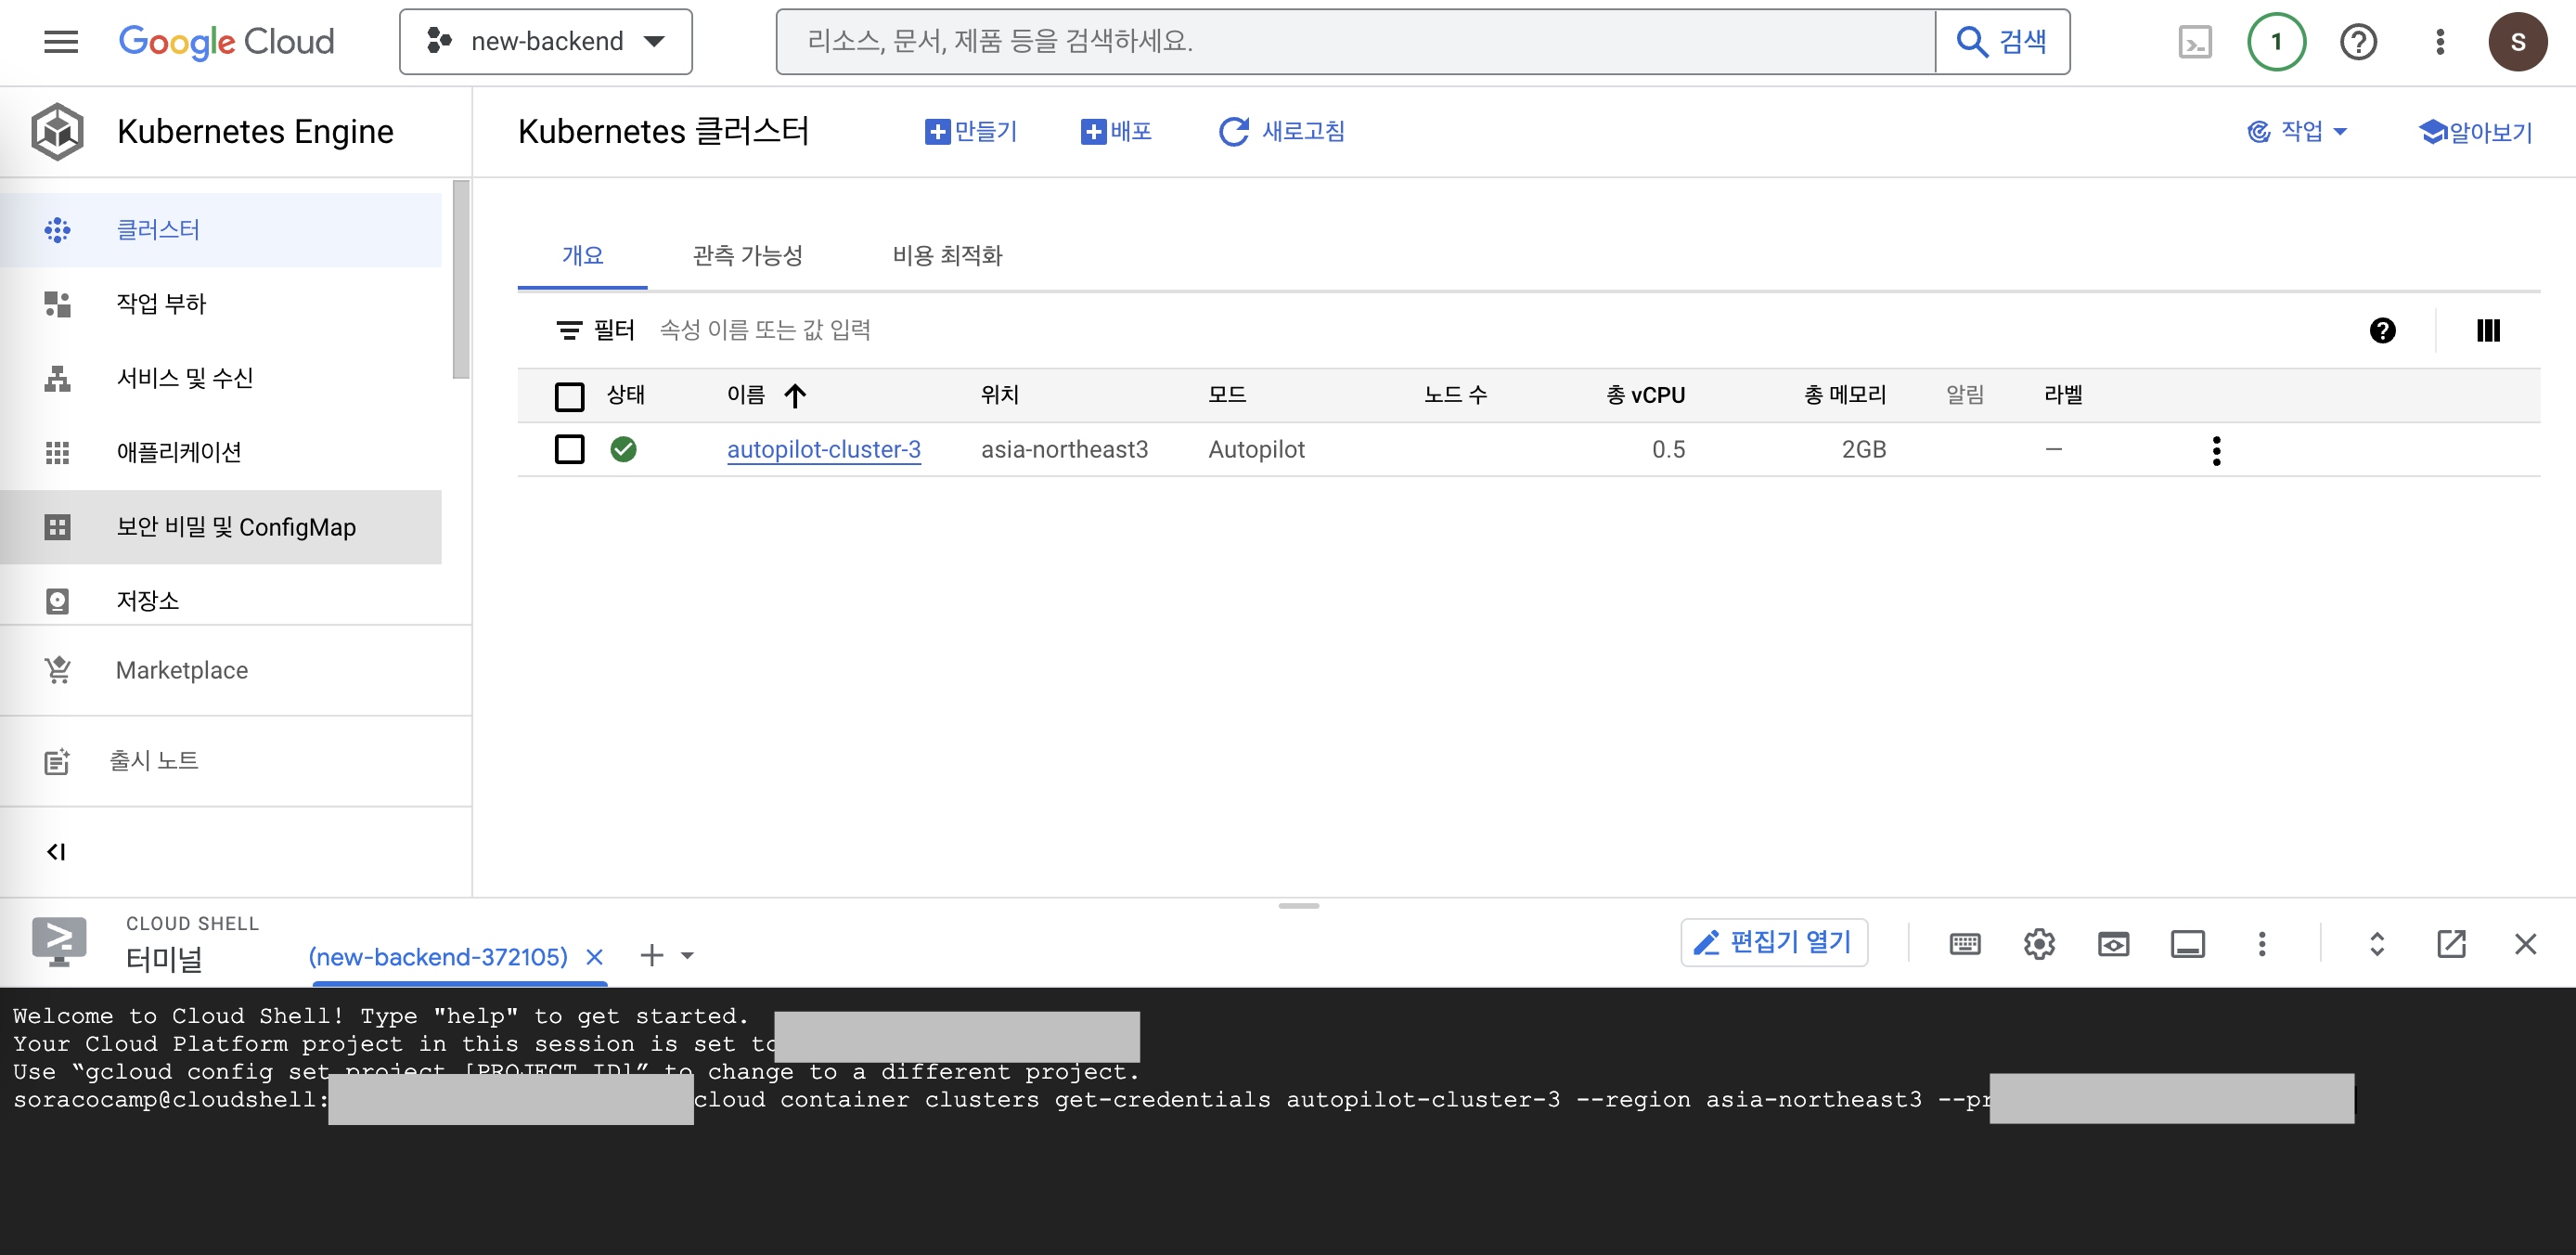 Google Cloud
new-backend
리소스, 문서, 제품 등을 검색하세요.
검색
1
S
Kubernetes Engine
Kubernetes 클러스터
만들기
배포
새로고침
작업
알아보기
클러스터
작업 부하
서비스 및 수신
애플리케이션
보안 비밀 및 ConfigMap
저장소
Marketplace
출시 노트
개요 관측 가능성 비용 최적화
필터 속성 이름 또는 값 입력
상태 이름 위치 모드 노드 수 총 vCPU 총 메모리 알림 라벨
autopilot-cluster-3 asia-northeast3 Autopilot 0.5 2GB —
CLOUD SHELL
터미널
(new-backend-372105)
편집기 열기
Welcome to Cloud Shell! Type "help" to get started.
Your Cloud Platform project in this session is set to
Use “gcloud config set project [PROJECT_ID]” to change to a different project.
soracocamp@cloudshell: cloud container clusters get-credentials autopilot-cluster-3 --region asia-northeast3 --pr